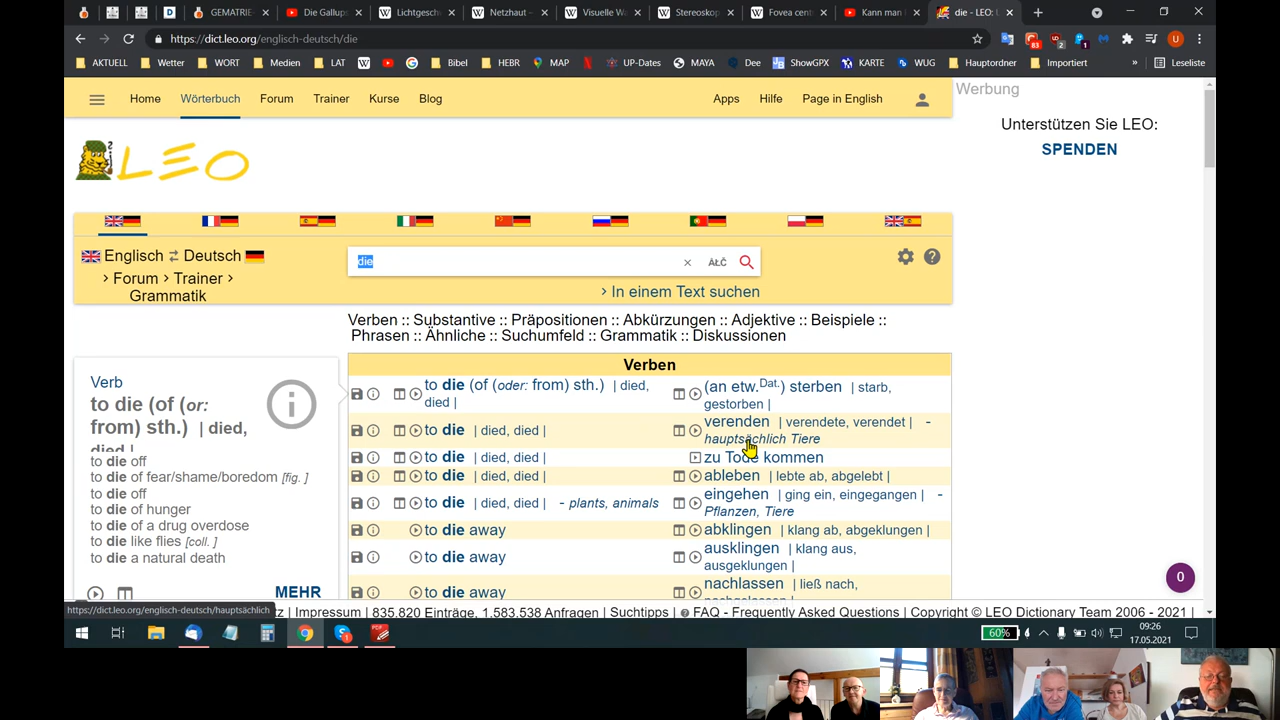 GEMATRIE-
Die Gallups
Lichtgesch
Netzhaut –
Visuelle Wa
Stereoskop
Fovea cent
Kann man
die - LEO:
https://dict.leo.org/englisch-deutsch/die
83
2
1
U
AKTUELL
Wetter
WORT
Medien
LAT
Bibel
HEBR
MAP
UP-Dates
MAYA
Dee
ShowGPX
KARTE
WUG
Hauptordner
Importiert
»
Leseliste
Home
Wörterbuch
Forum
Trainer
Kurse
Blog
Apps
Hilfe
Page in English
Werbung
Unterstützen Sie LEO:
SPENDEN
LEO
Englisch ⇄ Deutsch
› Forum › Trainer ›
Grammatik
die
ÁŁČ
› In einem Text suchen
Verben :: Substantive :: Präpositionen :: Abkürzungen :: Adjektive :: Beispiele ::
Phrasen :: Ähnliche :: Suchumfeld :: Grammatik :: Diskussionen
Verben
to die (of (oder: from) sth.) | died, died |
(an etw.Dat.) sterben | starb, gestorben |
to die | died, died |
verenden | verendete, verendet | - hauptsächlich Tiere
to die | died, died |
zu Tode kommen
to die | died, died |
ableben | lebte ab, abgelebt |
to die | died, died | - plants, animals
eingehen | ging ein, eingegangen | - Pflanzen, Tiere
to die away
abklingen | klang ab, abgeklungen |
to die away
ausklingen | klang aus, ausgeklungen |
to die away
nachlassen | ließ nach,
Verb
to die (of (or:
from) sth.) | died,
died |
to die off
to die of fear/shame/boredom [fig. ]
to die off
to die of hunger
to die of a drug overdose
to die like flies [coll. ]
to die a natural death
MEHR
0
https://dict.leo.org/englisch-deutsch/hauptsächlich
| Impressum | 835.820 Einträge, 1.583.538 Anfragen | Suchtipps | FAQ - Frequently Asked Questions | Copyright © LEO Dictionary Team 2006 - 2021 |
60%
09:26
17.05.2021